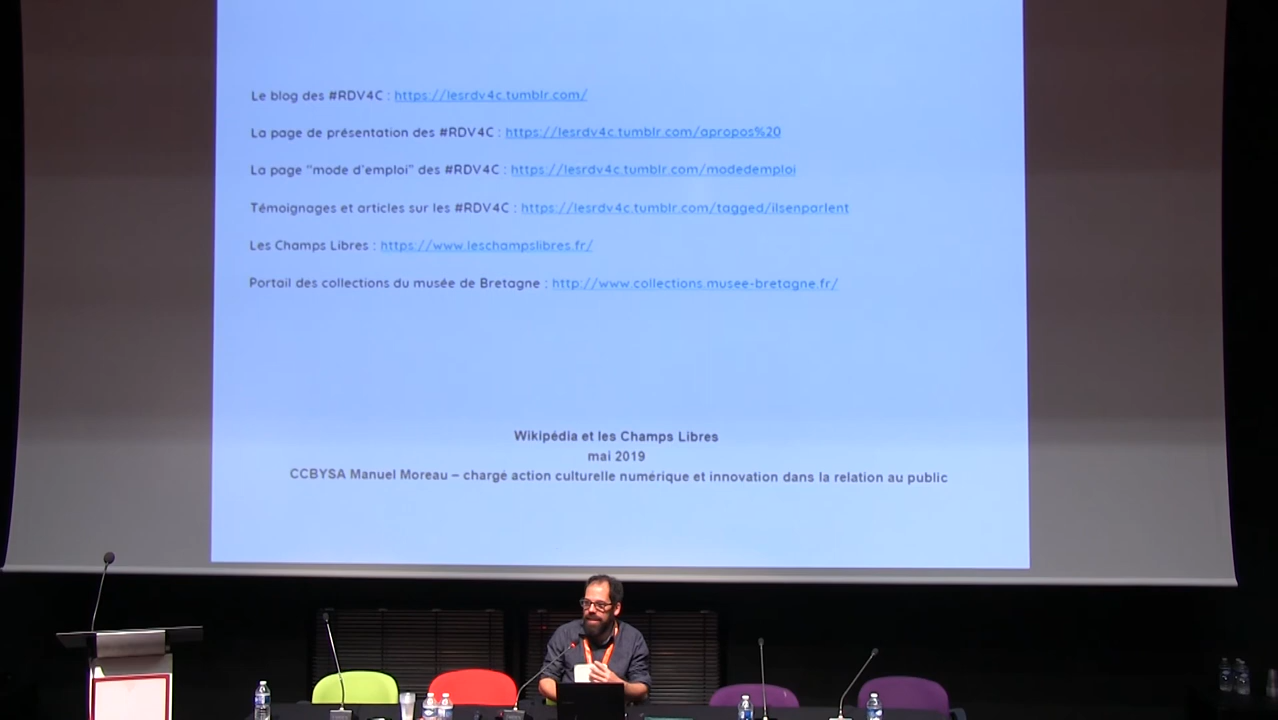 Le blog des #RDV4C : https://lesrdv4c.tumblr.com/
La page de présentation des #RDV4C : https://lesrdv4c.tumblr.com/apropos%20
La page "mode d'emploi" des #RDV4C : https://lesrdv4c.tumblr.com/modedemploi
Témoignages et articles sur les #RDV4C : https://lesrdv4c.tumblr.com/tagged/ilsenparlent
Les Champs Libres : https://www.leschampslibres.fr/
Portail des collections du musée de Bretagne : http://www.collections.musee-bretagne.fr/
Wikipédia et les Champs Libres
mai 2019
CCBYSA Manuel Moreau – chargé action culturelle numérique et innovation dans la relation au public